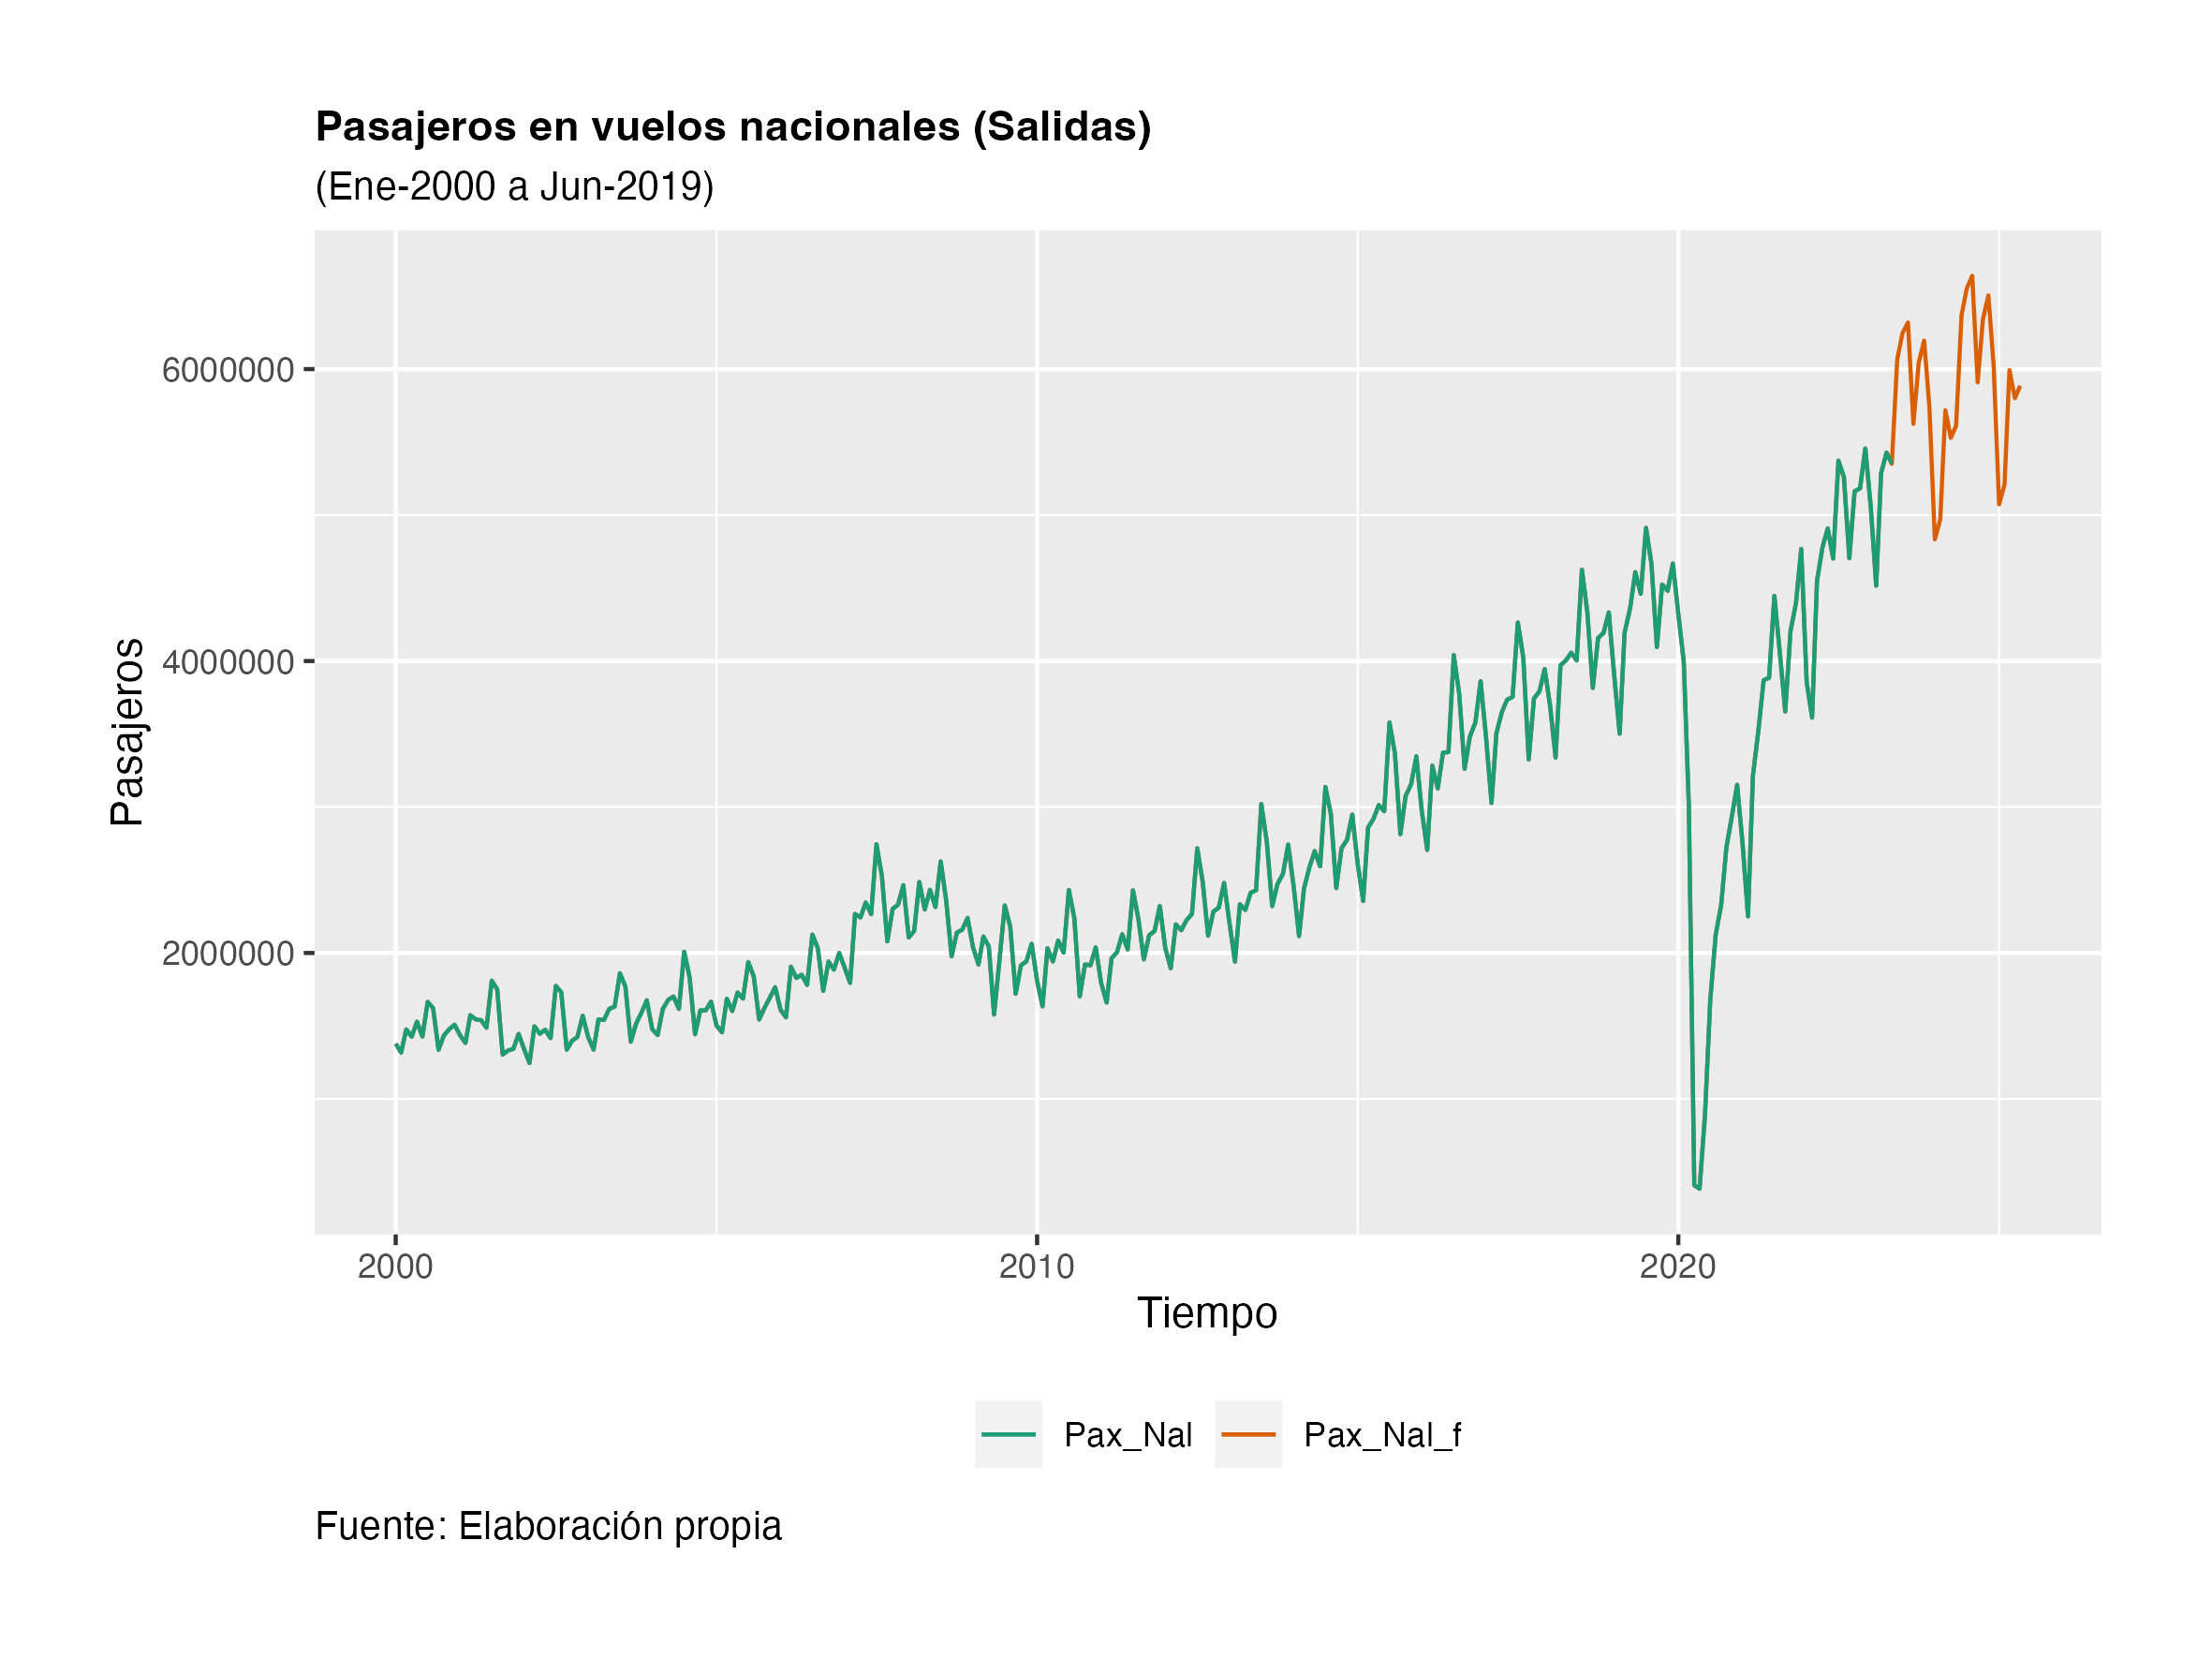 Pasajeros en vuelos nacionales (Salidas)
(Ene-2000 a Jun-2019)
Pasajeros
6000000
4000000
2000000
2000
2010
2020
Tiempo
Pax_Nal
Pax_Nal_f
Fuente: Elaboración propia